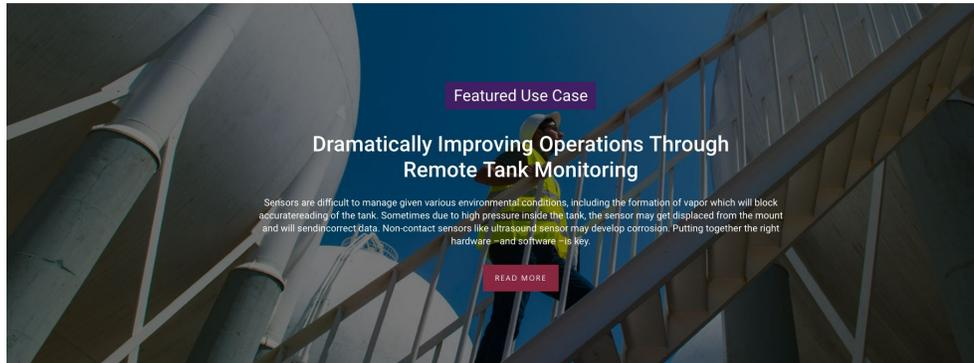 Featured Use Case
Dramatically Improving Operations Through
Remote Tank Monitoring
Sensors are difficult to manage given various environmental conditions, including the formation of vapor which will block
accuratereading of the tank. Sometimes due to high pressure inside the tank, the sensor may get displaced from the mount
and will sendincorrect data. Non-contact sensors like ultrasound sensor may develop corrosion. Putting together the right
hardware –and software –is key.
READ MORE